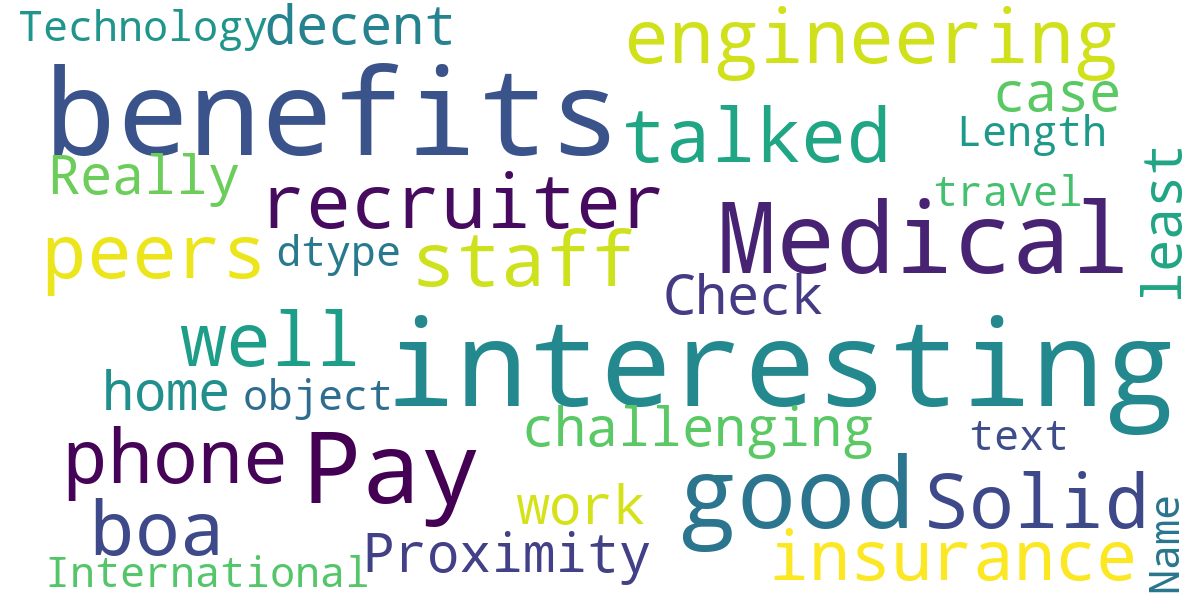 Technology
decent
engineering
benefits
case
talked
Length
least
Really
recruiter
travel
Medical
peers
dtype
staff
Check
well
interesting
home
object
challenging
text
phone
Pay
good
Solid
boa
work
Name
Proximity
insurance
International